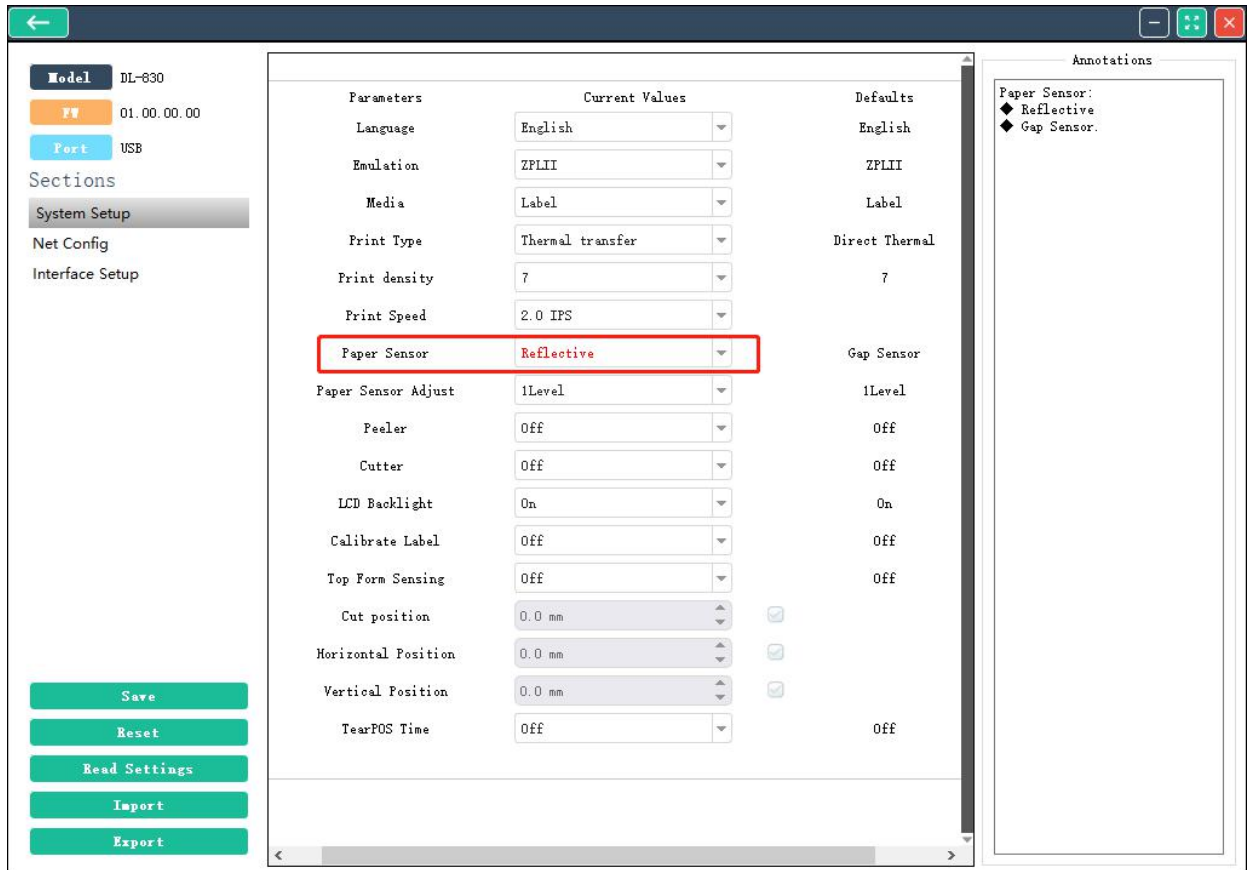 Model DL-830
FW 01.00.00.00
Port USB
Sections
System Setup
Net Config
Interface Setup
Save
Reset
Read Settings
Import
Export
Parameters Current Values Defaults
Language English English
Emulation ZPLII ZPLII
Media Label Label
Print Type Thermal transfer Direct Thermal
Print density 7 7
Print Speed 2.0 IPS
Paper Sensor Reflective Gap Sensor
Paper Sensor Adjust 1Level 1Level
Peeler Off Off
Cutter Off Off
LCD Backlight On On
Calibrate Label Off Off
Top Form Sensing Off Off
Cut position 0.0 mm
Horizontal Position 0.0 mm
Vertical Position 0.0 mm
TearPOS Time Off Off
Annotations
Paper Sensor:
◆ Reflective
◆ Gap Sensor.